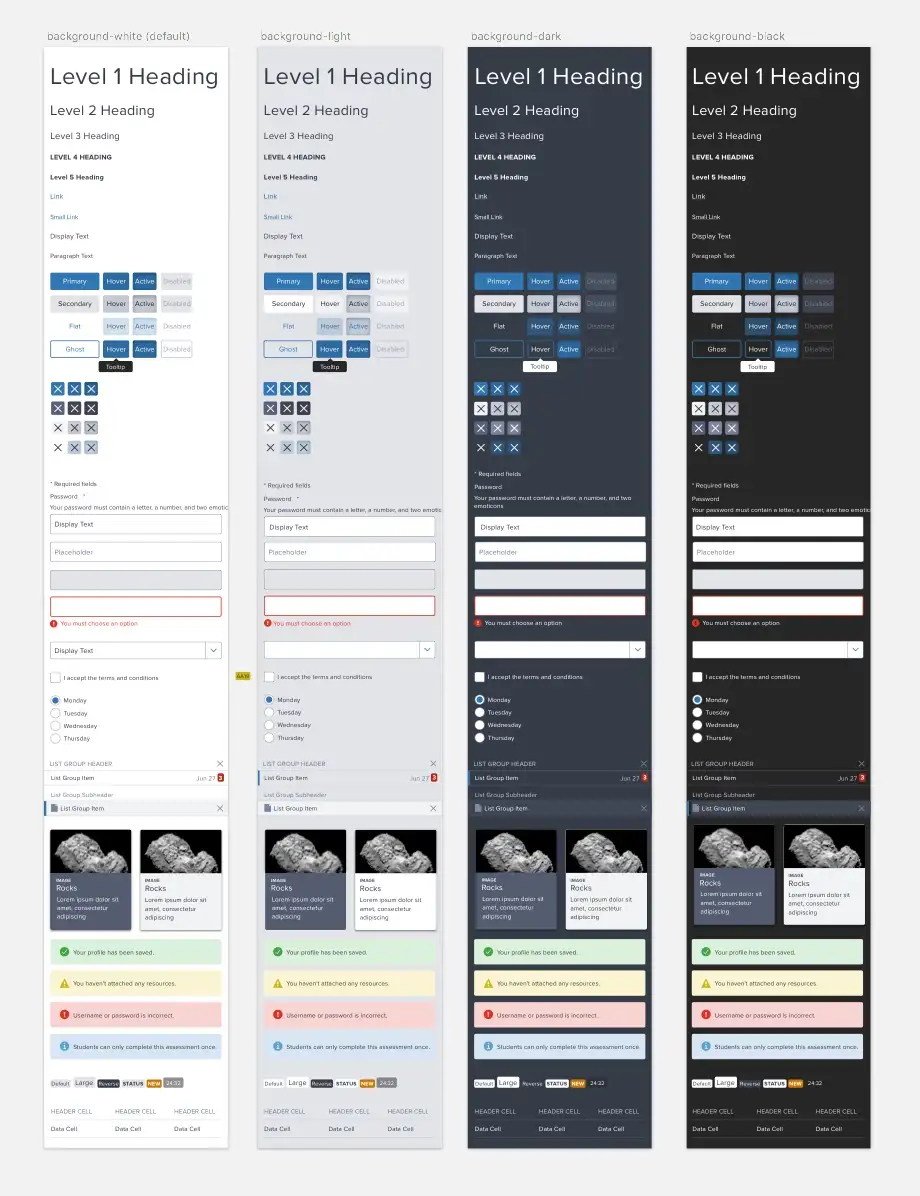 background-white (default)
Level 1 Heading
Level 2 Heading
Level 3 Heading
LEVEL 4 HEADING
Level 5 Heading
Link
Small Link
Display Text
Paragraph Text
Primary Hover Active Disabled
Secondary Hover Active Disabled
Flat Hover Active Disabled
Ghost Hover Active Disabled
Tooltip
* Required fields
Password *
Your password must contain a letter, a number, and two emotic
Display Text
Placeholder
You must choose an option
Display Text
I accept the terms and conditions
Monday
Tuesday
Wednesday
Thursday
LIST GROUP HEADER
List Group Item Jun 27 3
List Group Subheader
List Group Item
IMAGE IMAGE
Rocks Rocks
Lorem ipsum dolor sit Lorem ipsum dolor sit
amet, consectetur amet, consectetur
adipiscing adipiscing
Your profile has been saved.
You haven't attached any resources.
Username or password is incorrect.
Students can only complete this assessment once.
Default Large Reverse STATUS NEW 24:32
HEADER CELL HEADER CELL HEADER CELL
Data Cell Data Cell Data Cell
background-light
Level 1 Heading
Level 2 Heading
Level 3 Heading
LEVEL 4 HEADING
Level 5 Heading
Link
Small Link
Display Text
Paragraph Text
Primary Hover Active Disabled
Secondary Hover Active Disabled
Flat Hover Active Disabled
Ghost Hover Active Disabled
Tooltip
* Required fields
Password *
Your password must contain a letter, a number, and two emotic
Display Text
Placeholder
You must choose an option
AA18
I accept the terms and conditions
Monday
Tuesday
Wednesday
Thursday
LIST GROUP HEADER
List Group Item Jun 27 3
List Group Subheader
List Group Item
IMAGE IMAGE
Rocks Rocks
Lorem ipsum dolor sit Lorem ipsum dolor sit
amet, consectetur amet, consectetur
adipiscing adipiscing
Your profile has been saved.
You haven't attached any resources.
Username or password is incorrect.
Students can only complete this assessment once.
Default Large Reverse STATUS NEW 24:32
HEADER CELL HEADER CELL HEADER CELL
Data Cell Data Cell Data Cell
background-dark
Level 1 Heading
Level 2 Heading
Level 3 Heading
LEVEL 4 HEADING
Level 5 Heading
Link
Small Link
Display Text
Paragraph Text
Primary Hover Active Disabled
Secondary Hover Active Disabled
Flat Hover Active Disabled
Ghost Hover Active Disabled
Tooltip
* Required fields
Password
Your password must contain a letter, a number, and two
emoticons
Display Text
Placeholder
You must choose an option
I accept the terms and conditions
Monday
Tuesday
Wednesday
Thursday
LIST GROUP HEADER
List Group Item Jun 27 3
List Group Subheader
List Group Item
IMAGE IMAGE
Rocks Rocks
Lorem ipsum dolor sit Lorem ipsum dolor sit
amet, consectetur amet, consectetur
adipiscing adipiscing
Your profile has been saved.
You haven't attached any resources.
Username or password is incorrect.
Students can only complete this assessment once.
Default Large Reverse STATUS NEW 24:32
HEADER CELL HEADER CELL HEADER CELL
Data Cell Data Cell Data Cell
background-black
Level 1 Heading
Level 2 Heading
Level 3 Heading
LEVEL 4 HEADING
Level 5 Heading
Link
Small Link
Display Text
Paragraph Text
Primary Hover Active Disabled
Secondary Hover Active Disabled
Flat Hover Active Disabled
Ghost Hover Active Disabled
Tooltip
* Required fields
Password
Your password must contain a letter, a number, and two emotic
Display Text
Placeholder
You must choose an option
I accept the terms and conditions
Monday
Tuesday
Wednesday
Thursday
LIST GROUP HEADER
List Group Item Jun 27 3
List Group Subheader
List Group Item
IMAGE IMAGE
Rocks Rocks
Lorem ipsum dolor sit Lorem ipsum dolor sit
amet, consectetur amet, consectetur
adipiscing adipiscing
Your profile has been saved.
You haven't attached any resources.
Username or password is incorrect.
Students can only complete this assessment once.
Default Large Reverse STATUS NEW 24:32
HEADER CELL HEADER CELL HEADER CELL
Data Cell Data Cell Data Cell